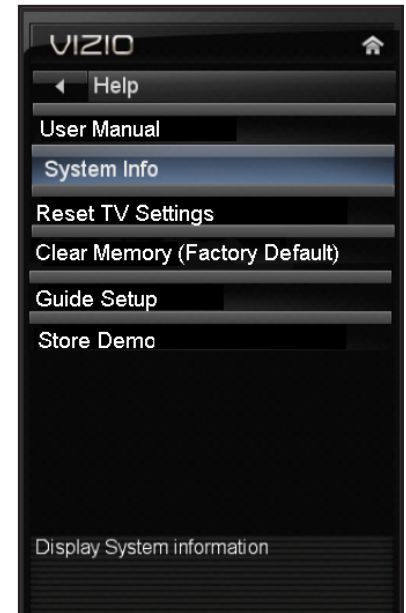 VIZIO
Help
User Manual
System Info
Reset TV Settings
Clear Memory (Factory Default)
Guide Setup
Store Demo
Display System information